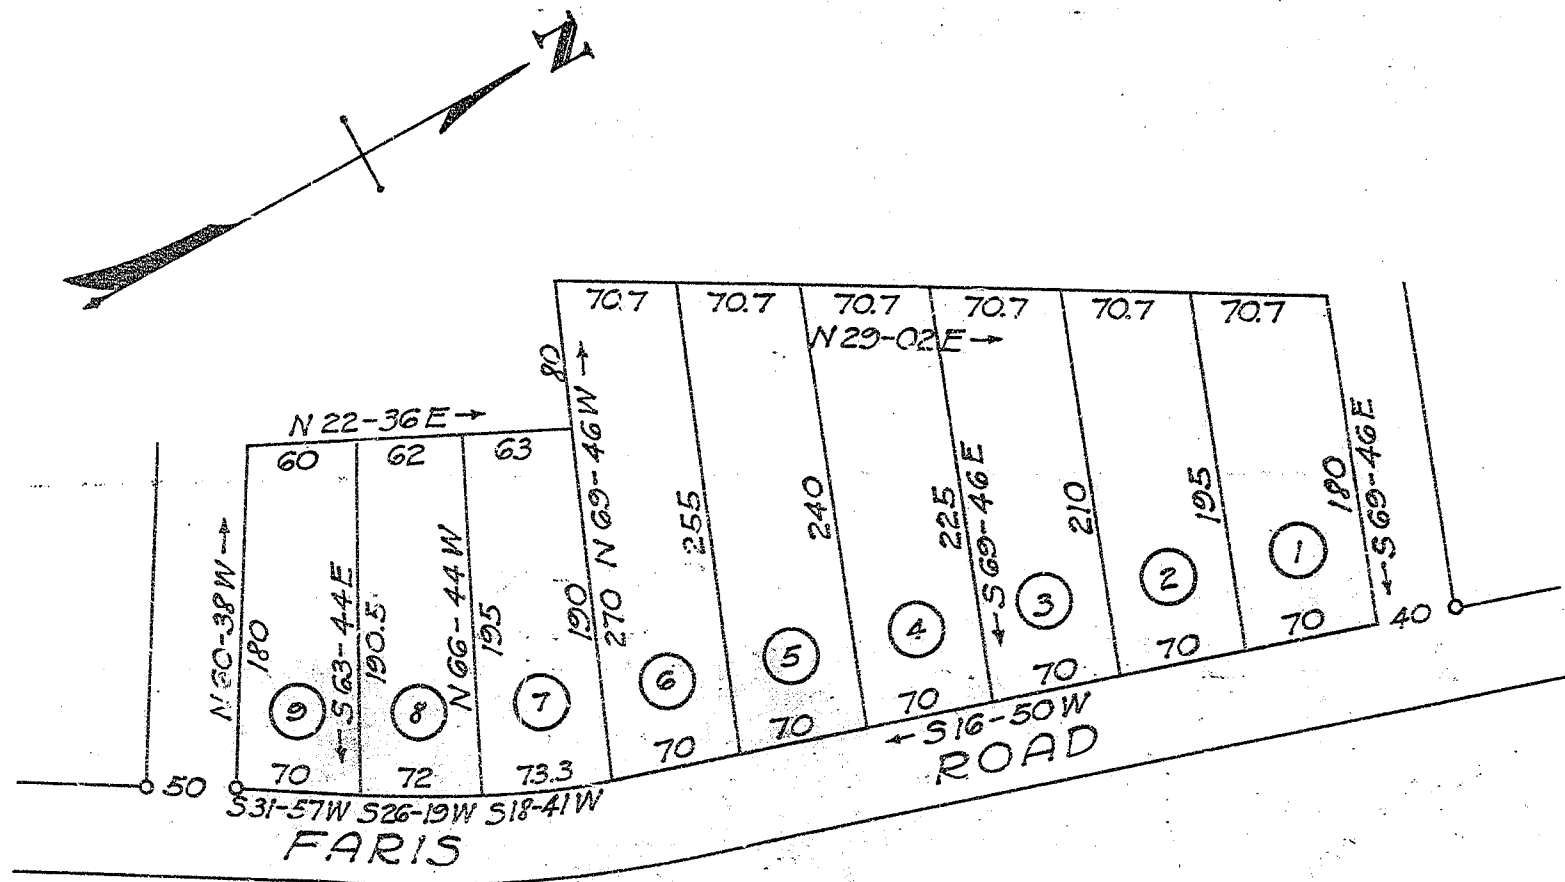 N
70.7 70.7 70.7 70.7 70.7 70.7
N 29-02 E →
80
N 22-36 E →
60 62 63
N 60-38 W →
180
← S 63-44 E
190.5
N 66-44 W
195
190
270 N 69-46 W →
255
240
225
← S 69-46 E
210
195
180
← S 69-46 E
9 8 7 6 5 4 3 2 1
50 70 72 73.3 70 70 70 70 70 70 40
S 31-57 W S 26-19 W S 18-41 W
← S 16-50 W
FARIS ROAD